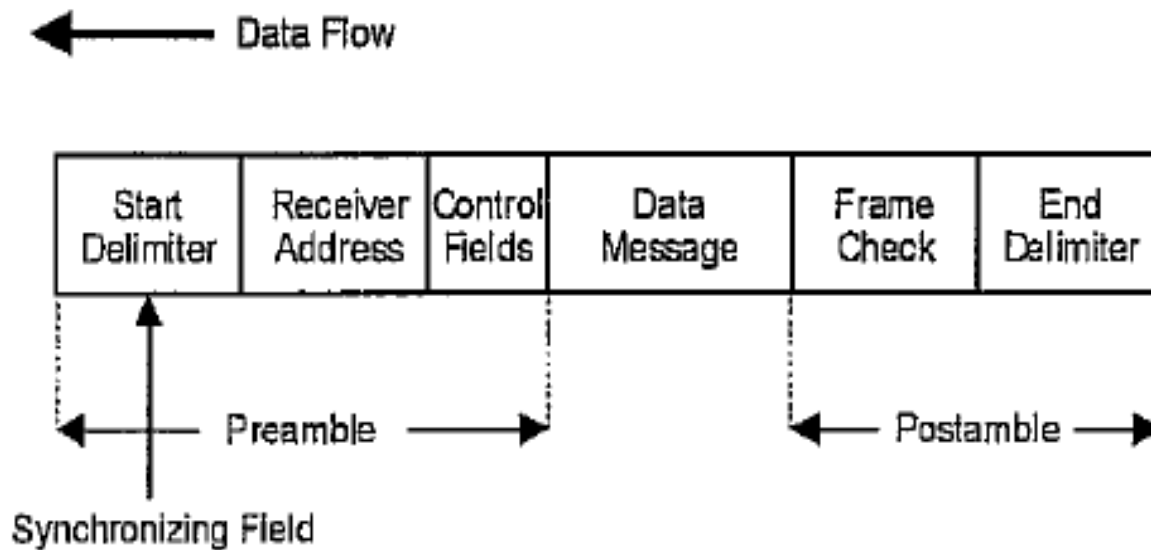 Data Flow
Start
Delimiter
Receiver
Address
Control
Fields
Data
Message
Frame
Check
End
Delimiter
Preamble
Postamble
Synchronizing Field